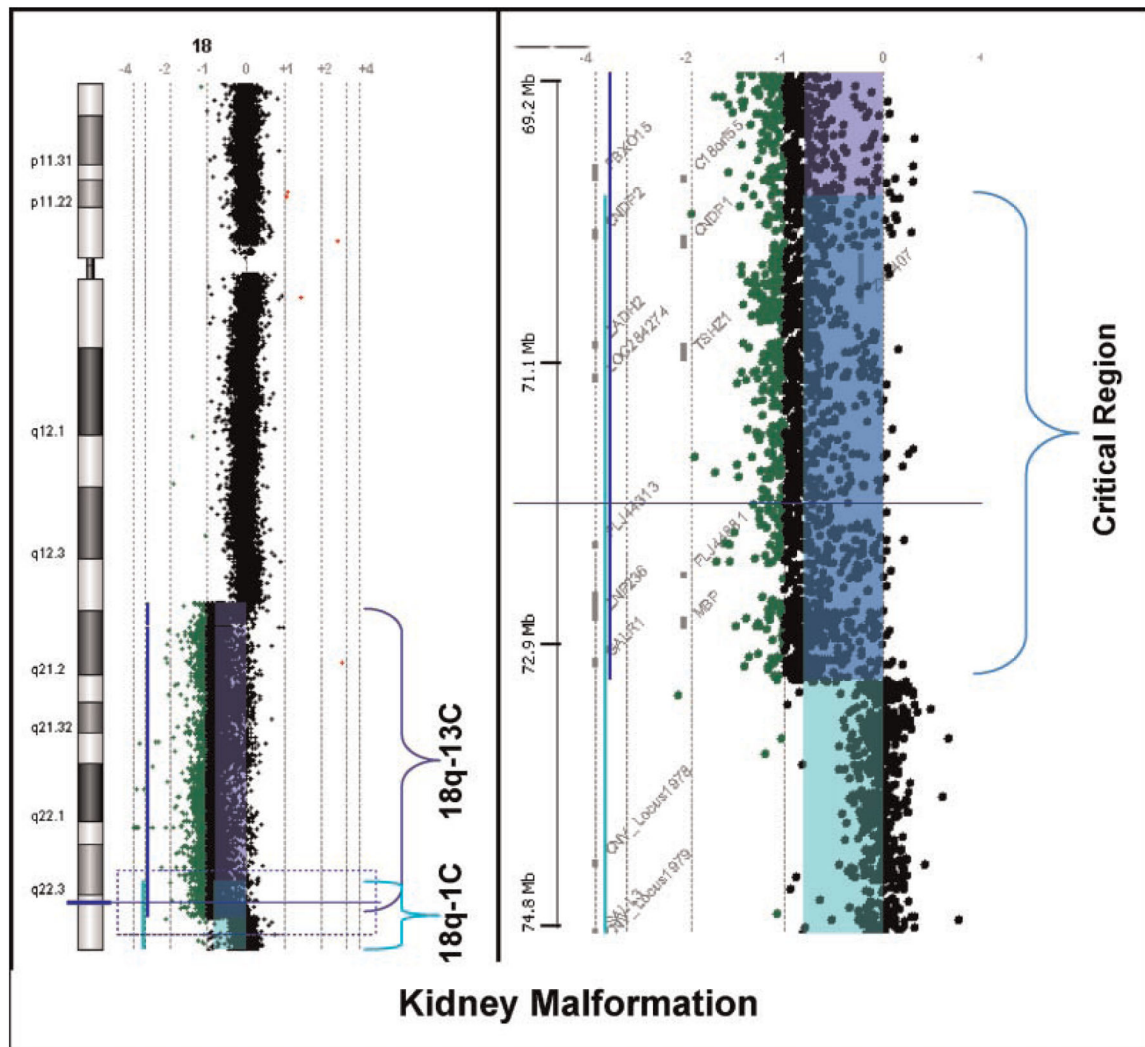 18
-4 -2 -1 0 +1 +2 +4
p11.31
p11.22
q12.1
q12.3
q21.2
q21.32
q22.1
q22.3
18q-13C
18q-1C
-4 -2 -1 0
69.2 Mb
71.1 Mb
72.9 Mb
74.8 Mb
FBXO15
C18orf55
CNDP2
CNDP1
ZADH2
LOC284274
TSHZ1
FLJ44313
FLJ44881
ZNF236
MBP
GALR1
CNV_Locus1978
Locus1979
Critical Region
Kidney Malformation